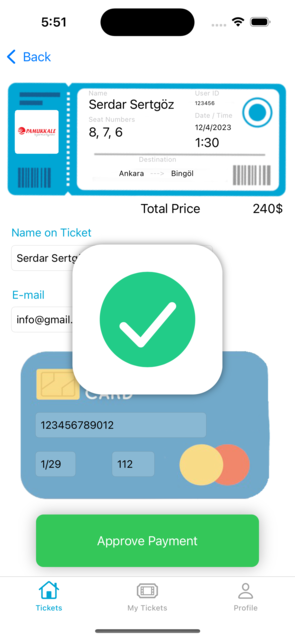 5:51
Back
Name
User ID
Serdar Sertgöz
123456
Seat Numbers
Date / Time
8, 7, 6
12/4/2023
1:30
PAMUKKALE
Destination
Ankara
Bingöl
Total Price
240$
Name on Ticket
Serdar Sertg
E-mail
info@gmail.
CARD
123456789012
1/29
112
Approve Payment
Tickets
My Tickets
Profile